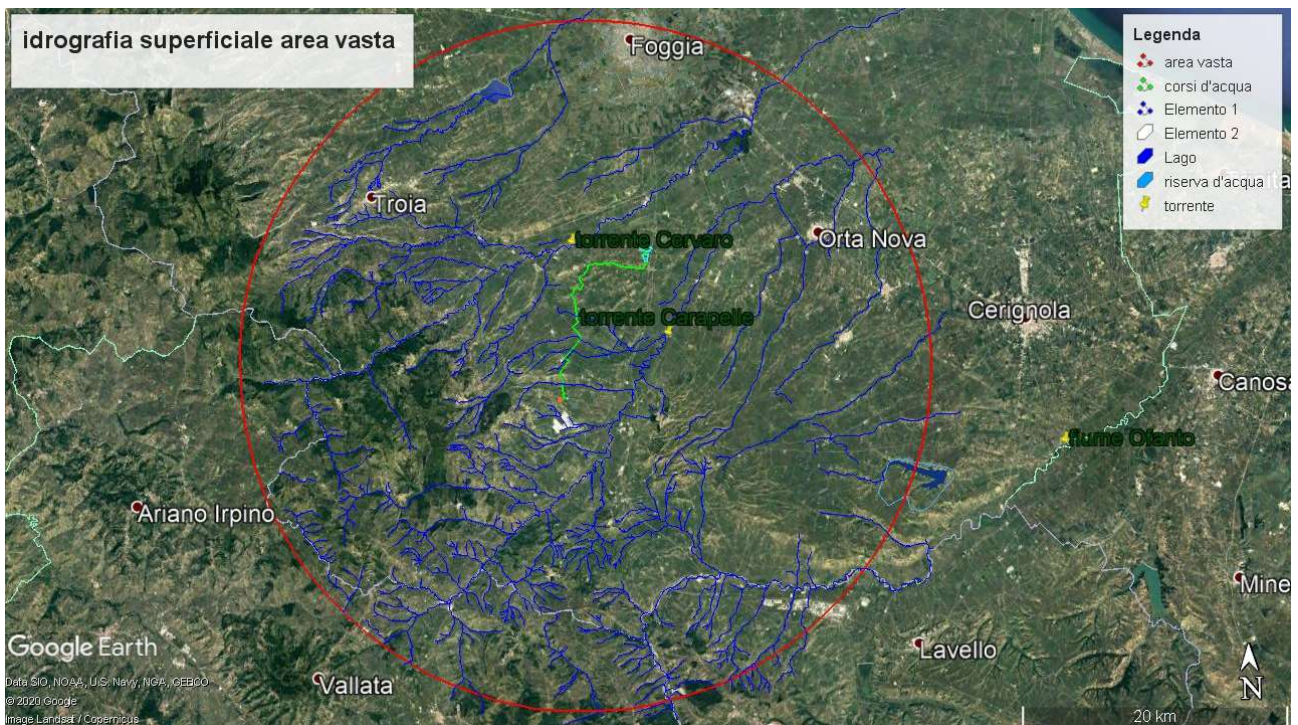 idrografia superficiale area vasta
Foggia
Legenda
area vasta
corsi d'acqua
Elemento 1
Elemento 2
Lago
riserva d'acqua
torrente
Troia
torrente Cervaro
Orta Nova
torrente Carapelle
Cerignola
Canosa
fiume Ofanto
Ariano Irpino
Mine
Google Earth
Lavello
Vallata
N
Data SIO, NOAA, U.S. Navy, NGA, GEBCO
© 2020 Google
Image Landsat / Copernicus
20 km